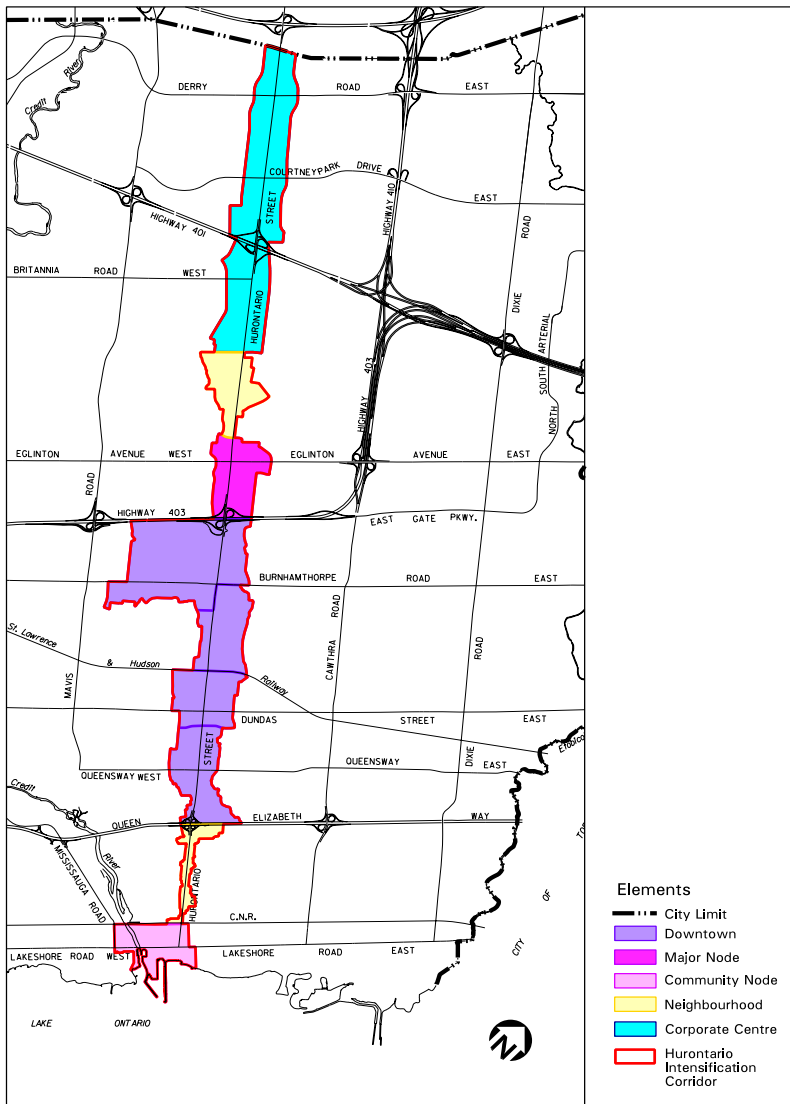 River
Credit
DERRY ROAD EAST
COURTNEYPARK DRIVE
EAST
STREET
HIGHWAY 410
HIGHWAY 401
ROAD
BRITANNIA ROAD WEST
HURONTARIO
DIXIE
SOUTH ARTERIAL
HIGHWAY 403
NORTH
EGLINTON AVENUE WEST EGLINTON AVENUE EAST
ROAD
HIGHWAY 403
EAST GATE PKWY.
BURNHAMTHORPE ROAD EAST
ROAD
St. Lawrence
& Hudson
Railway
CAWTHRA
ROAD
MAVIS
DUNDAS STREET EAST
STREET
QUEENSWAY WEST QUEENSWAY EAST
DIXIE
Credit
QUEEN ELIZABETH WAY
River
MISSISSAUGA ROAD
HURONTARIO
C.N.R.
LAKESHORE ROAD WEST LAKESHORE ROAD EAST
CITY OF
LAKE ONTARIO
N
Elements
City Limit
Downtown
Major Node
Community Node
Neighbourhood
Corporate Centre
Hurontario
Intensification
Corridor